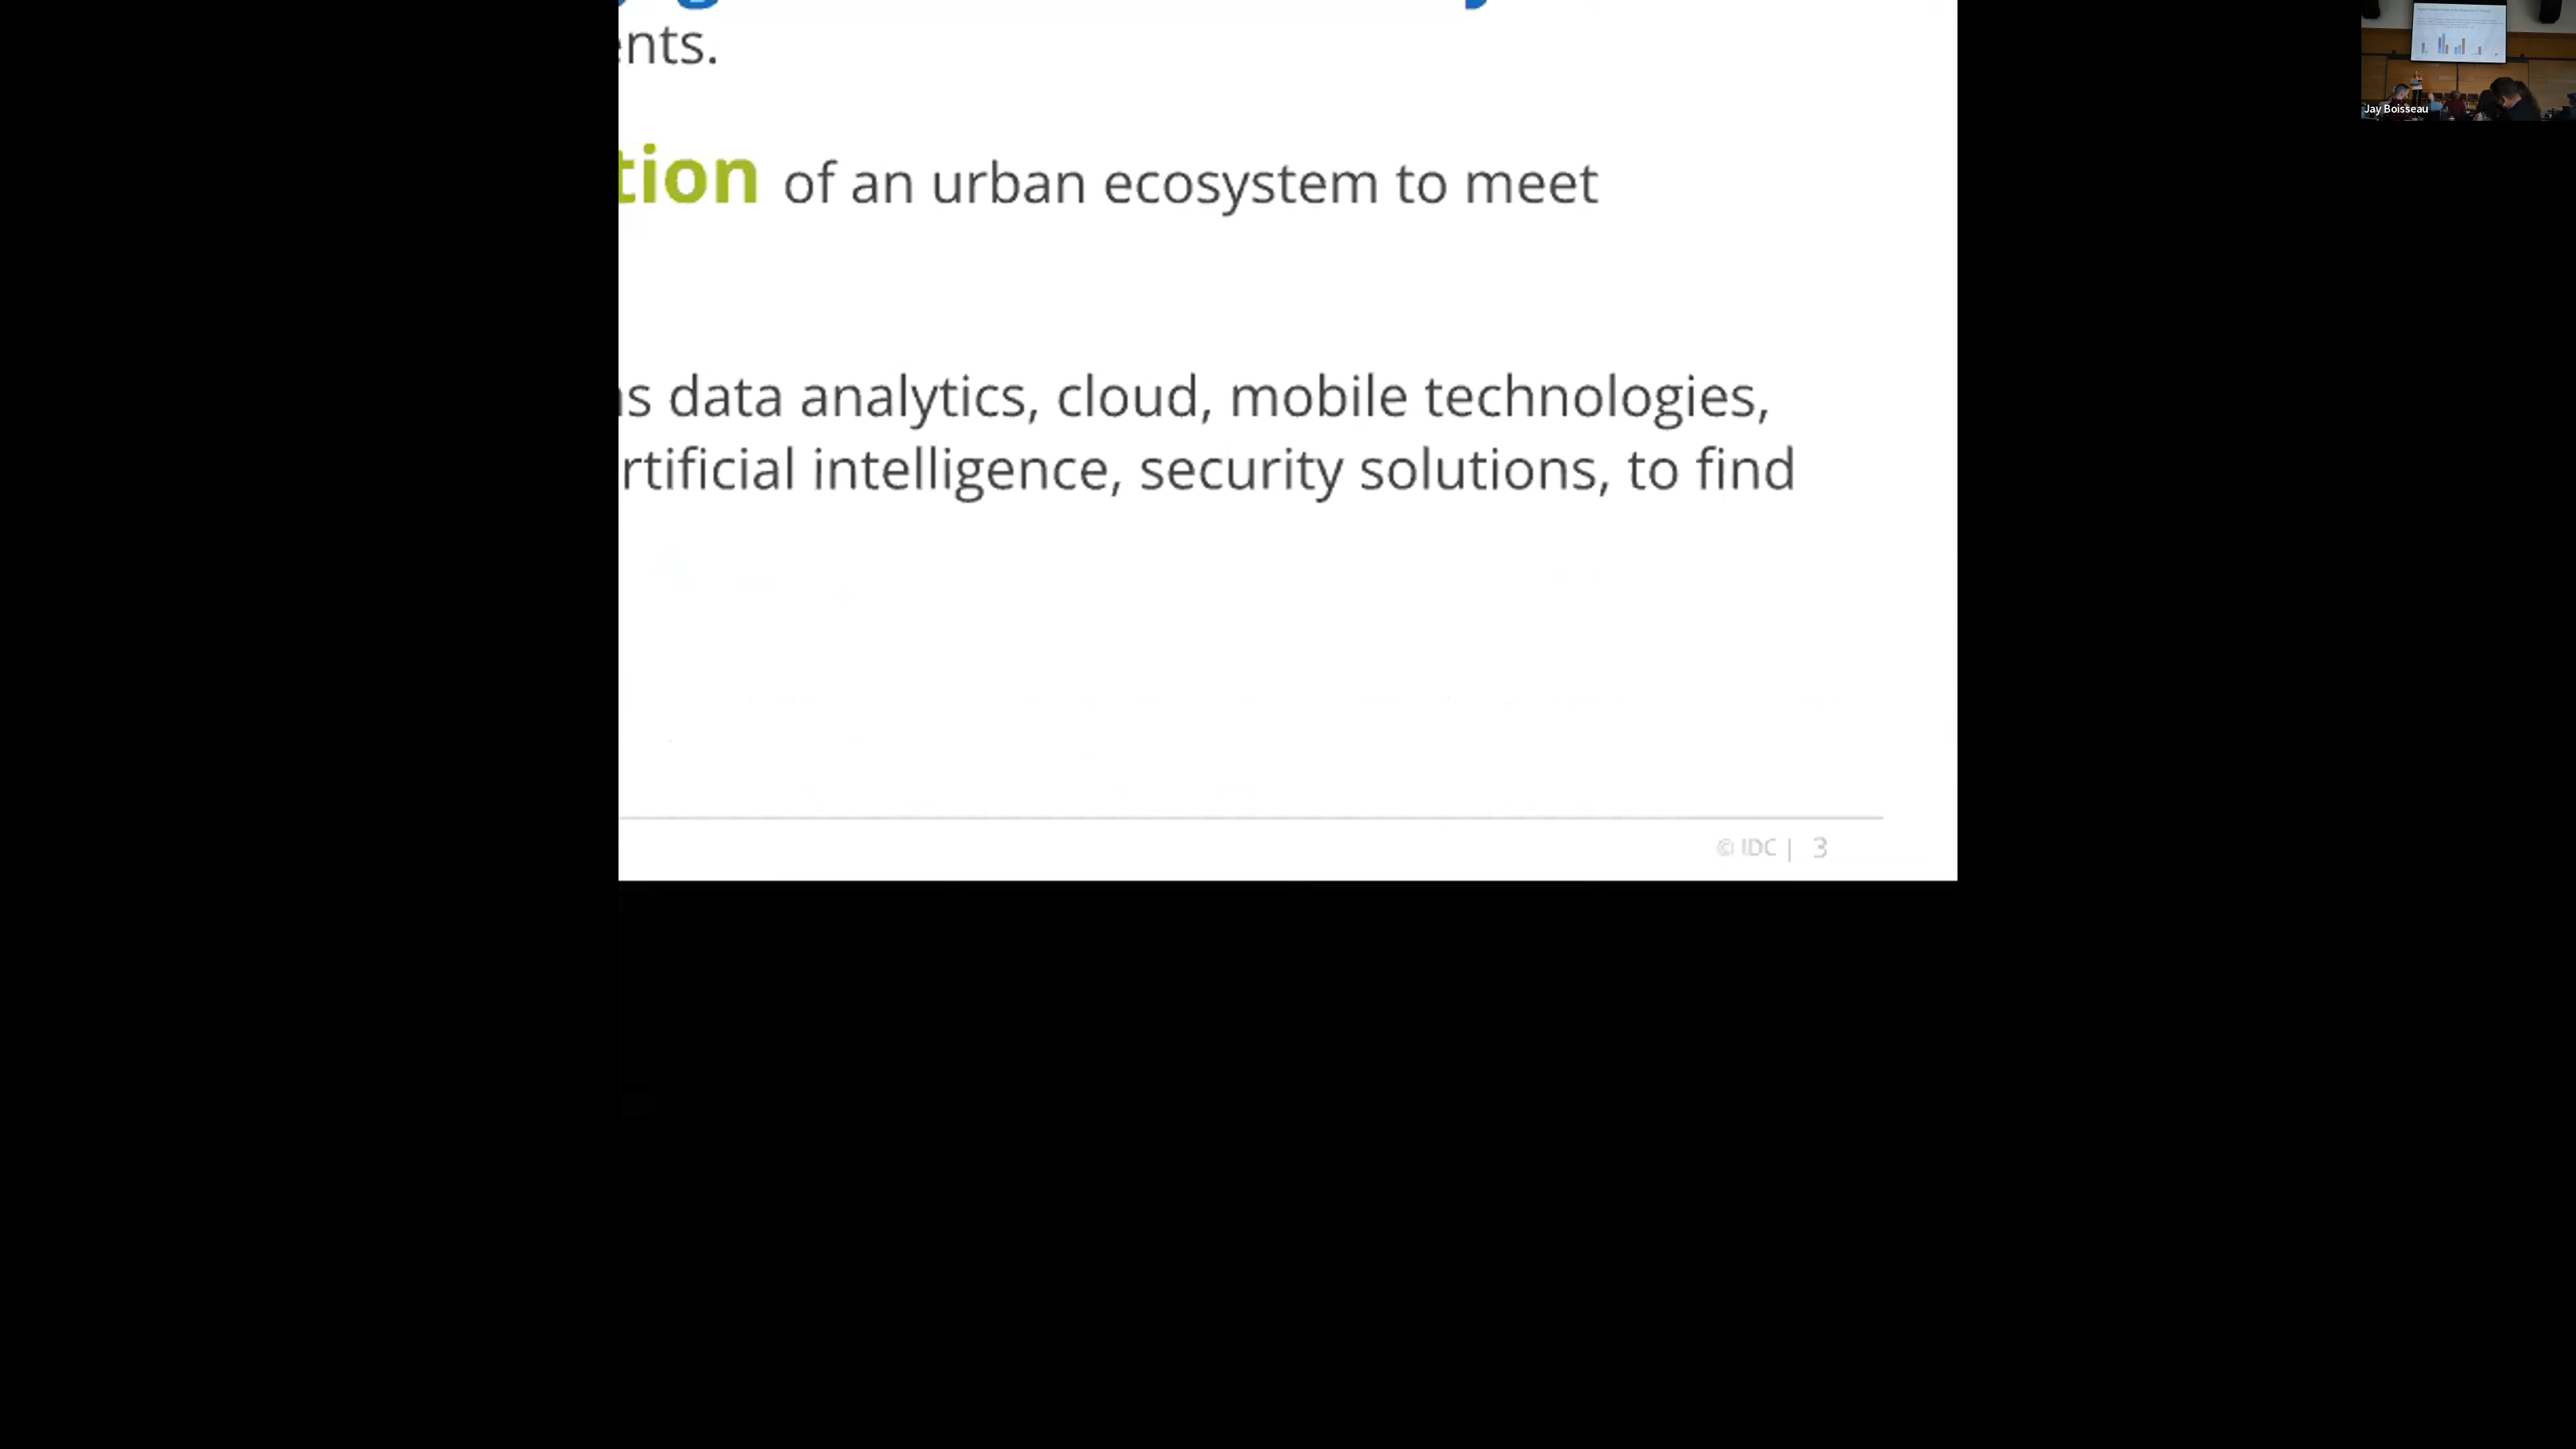 ents.
tion of an urban ecosystem to meet
s data analytics, cloud, mobile technologies,
rtificial intelligence, security solutions, to find
© IDC | 3
Jay Boisseau